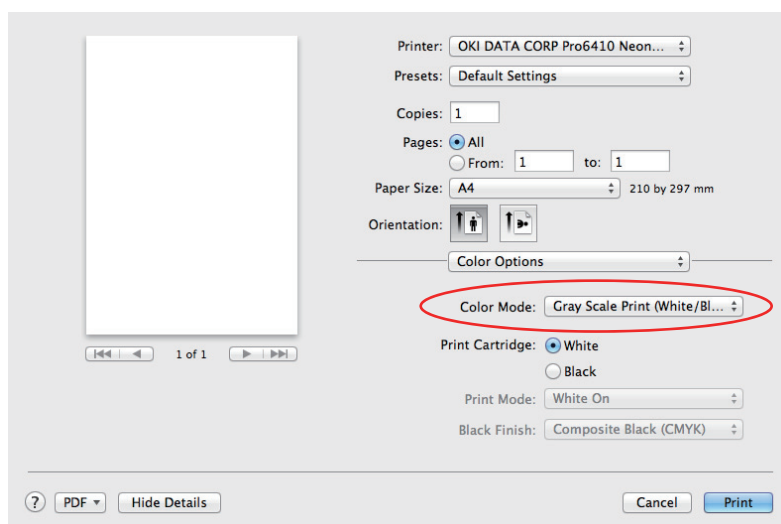 Printer: OKI DATA CORP Pro6410 Neon...
Presets: Default Settings
Copies: 1
Pages: All
From: 1 to: 1
Paper Size: A4 210 by 297 mm
Orientation:
Color Options
Color Mode: Gray Scale Print (White/Bl...
1 of 1
Print Cartridge: White
Black
Print Mode: White On
Black Finish: Composite Black (CMYK)
? PDF Hide Details Cancel Print